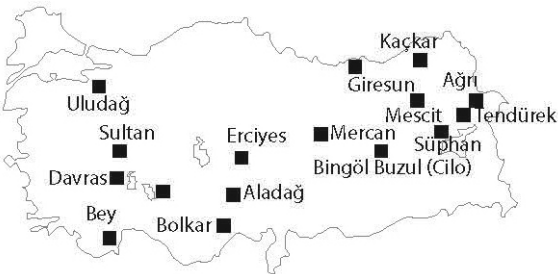 Kaçkar
Giresun
Ağrı
Uludağ
Mescit
Tendürek
Sultan
Erciyes
Mercan
Süphan
Bingöl Buzul (Cilo)
Davras
Aladağ
Bey
Bolkar